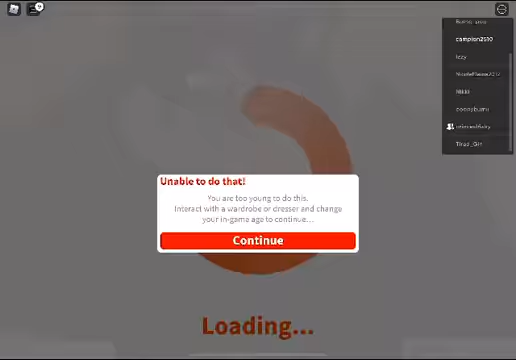 campion2510
Izzy
Nikki
Unable to do that!
You are too young to do this.
Interact with a wardrobe or dresser and change
your in-game age to continue...
Continue
Loading...